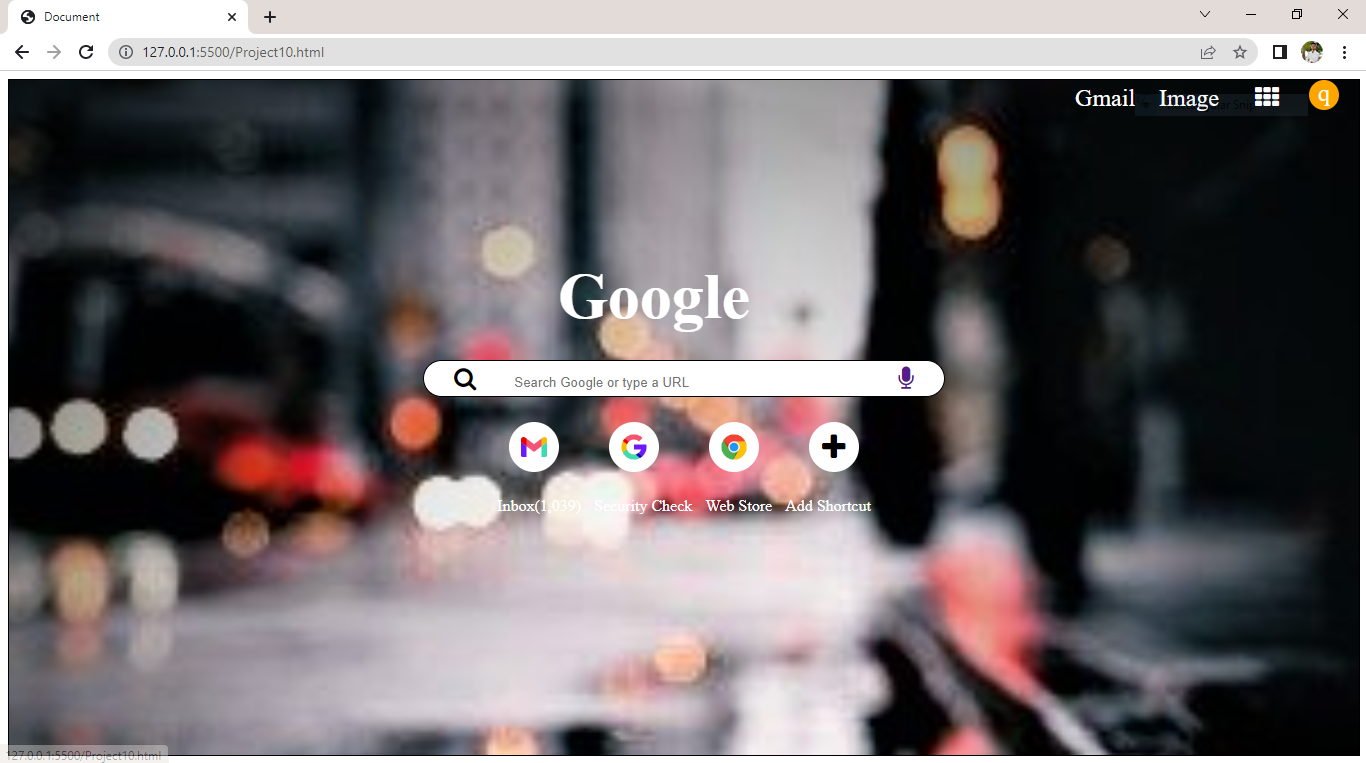 Document
127.0.0.1:5500/Project10.html
Gmail Image q
Google
Search Google or type a URL
Inbox(1,039) Security Check Web Store Add Shortcut
127.0.0.1:5500/Project10.html